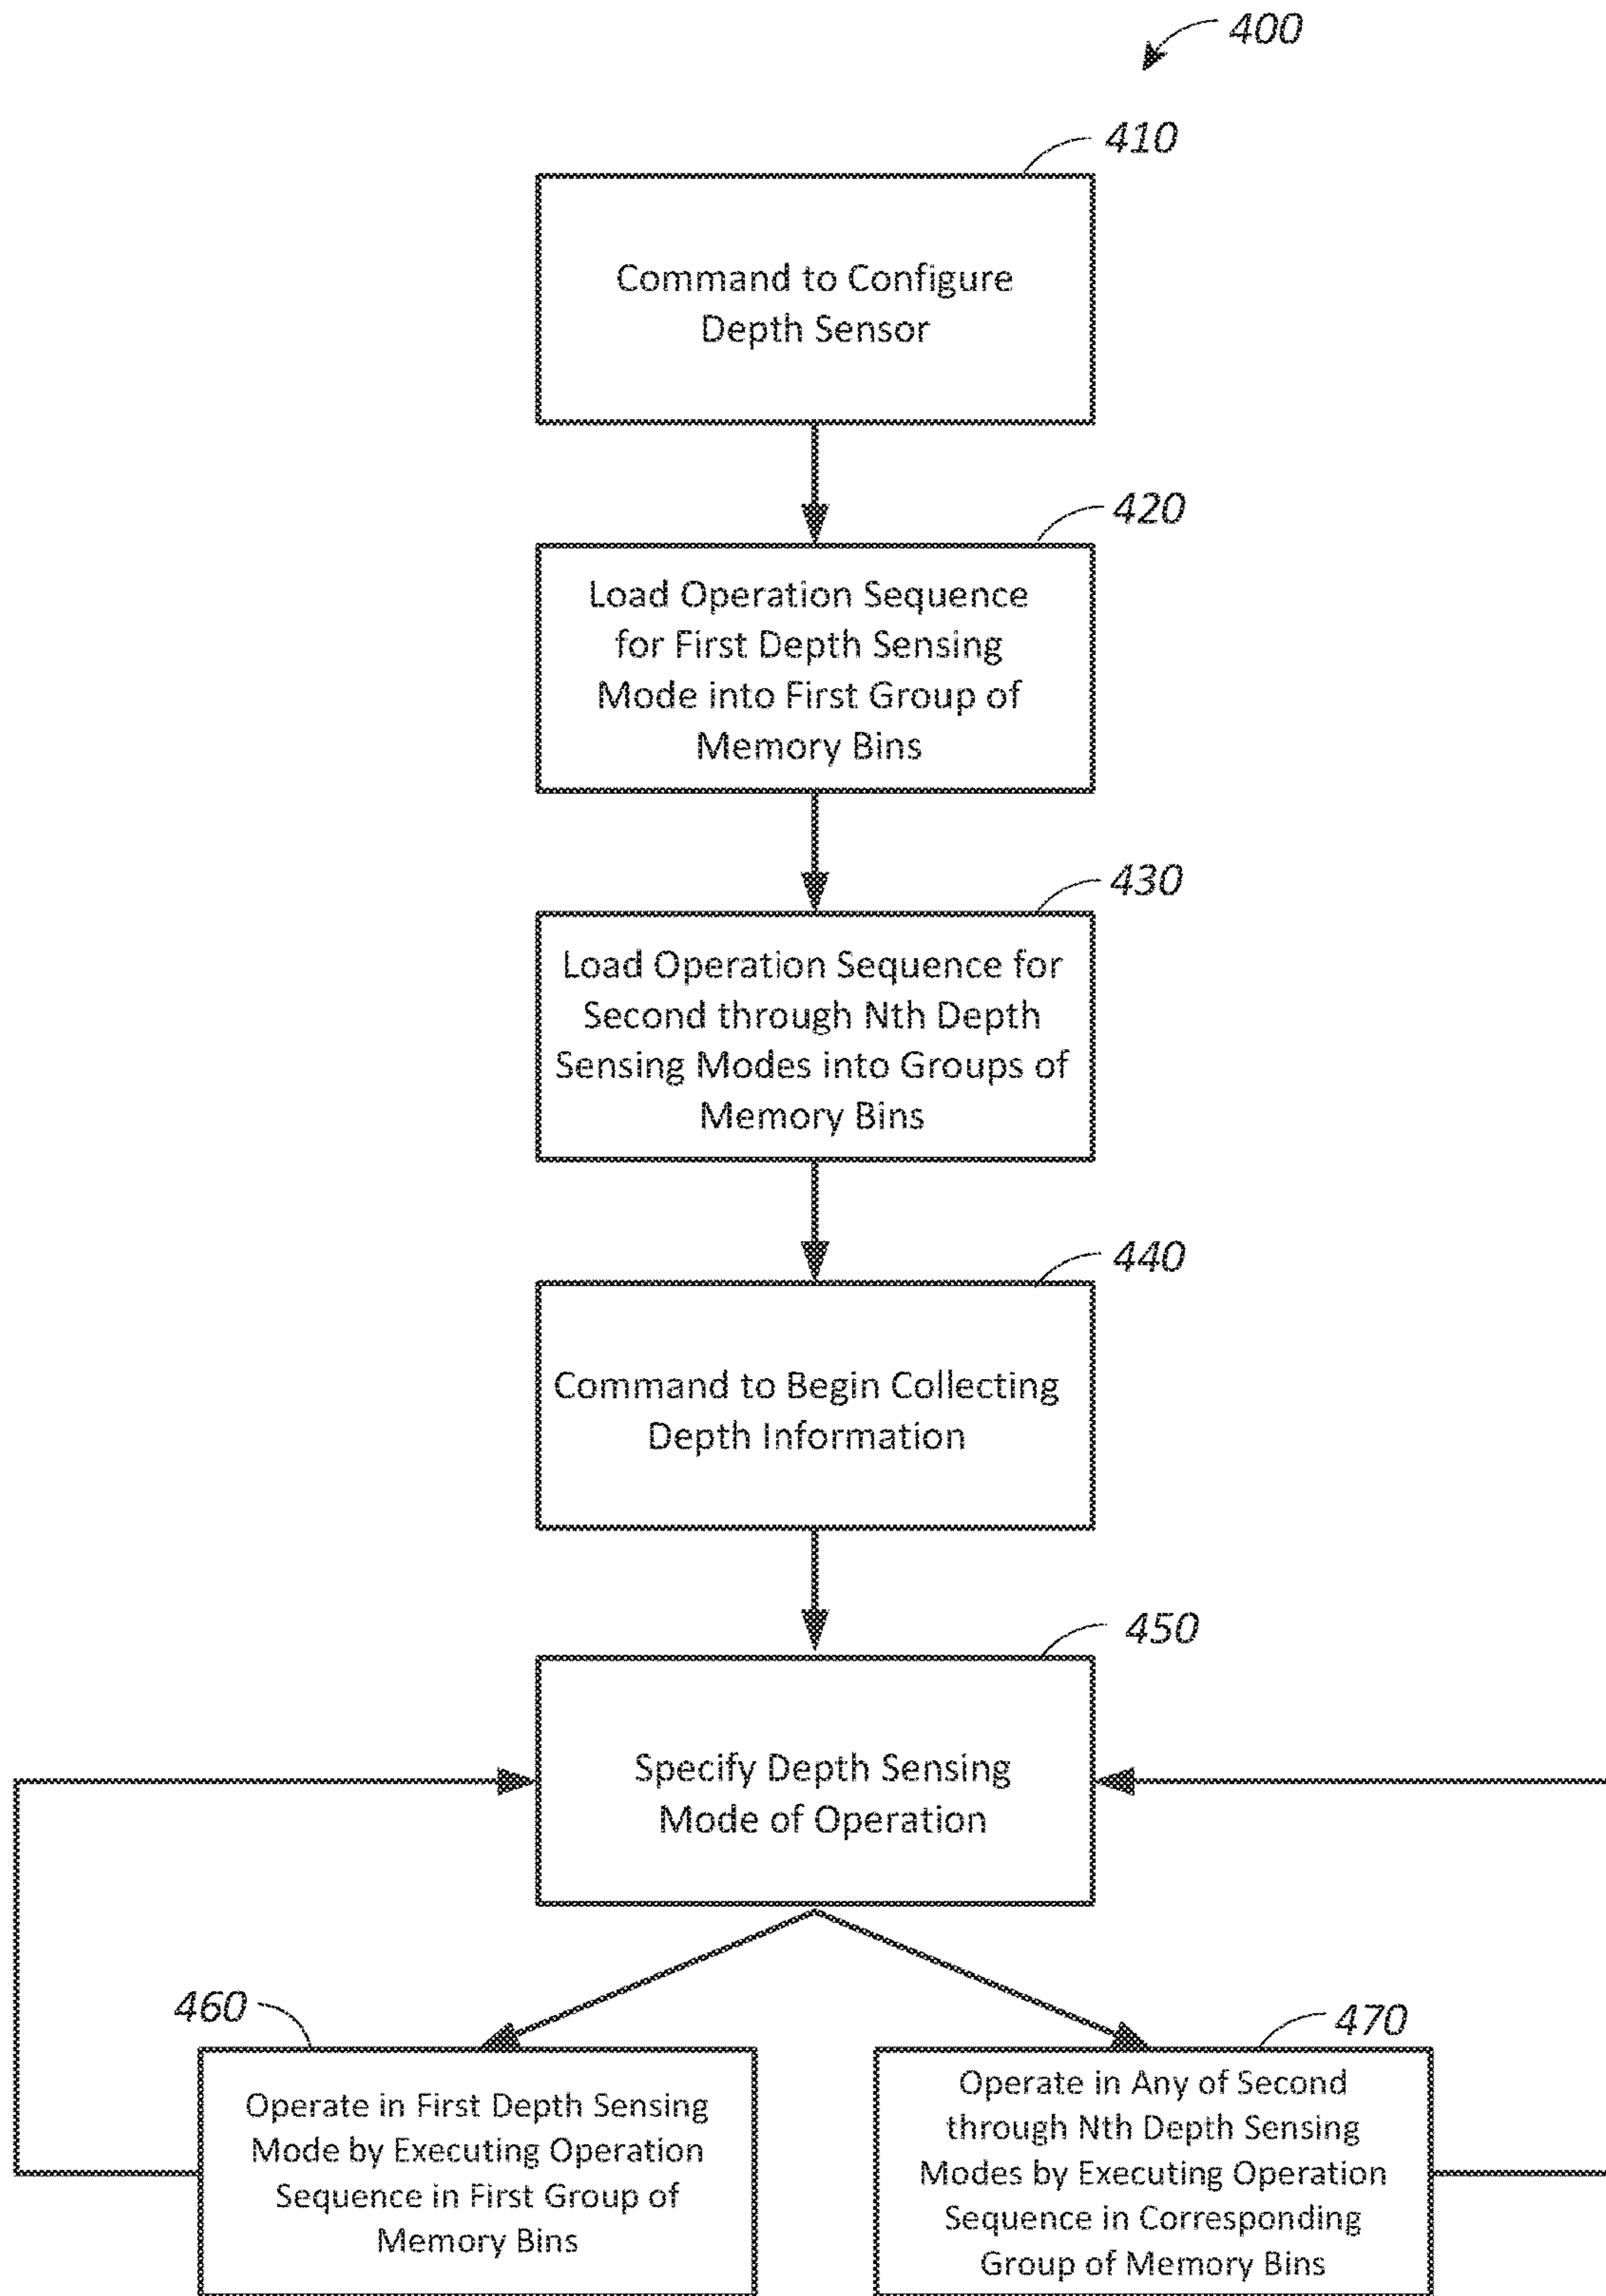 400
410
Command to Configure
Depth Sensor
420
Load Operation Sequence
for First Depth Sensing
Mode into First Group of
Memory Bins
430
Load Operation Sequence for
Second through Nth Depth
Sensing Modes into Groups of
Memory Bins
440
Command to Begin Collecting
Depth Information
450
Specify Depth Sensing
Mode of Operation
460
Operate in First Depth Sensing
Mode by Executing Operation
Sequence in First Group of
Memory Bins
470
Operate in Any of Second
through Nth Depth Sensing
Modes by Executing Operation
Sequence in Corresponding
Group of Memory Bins